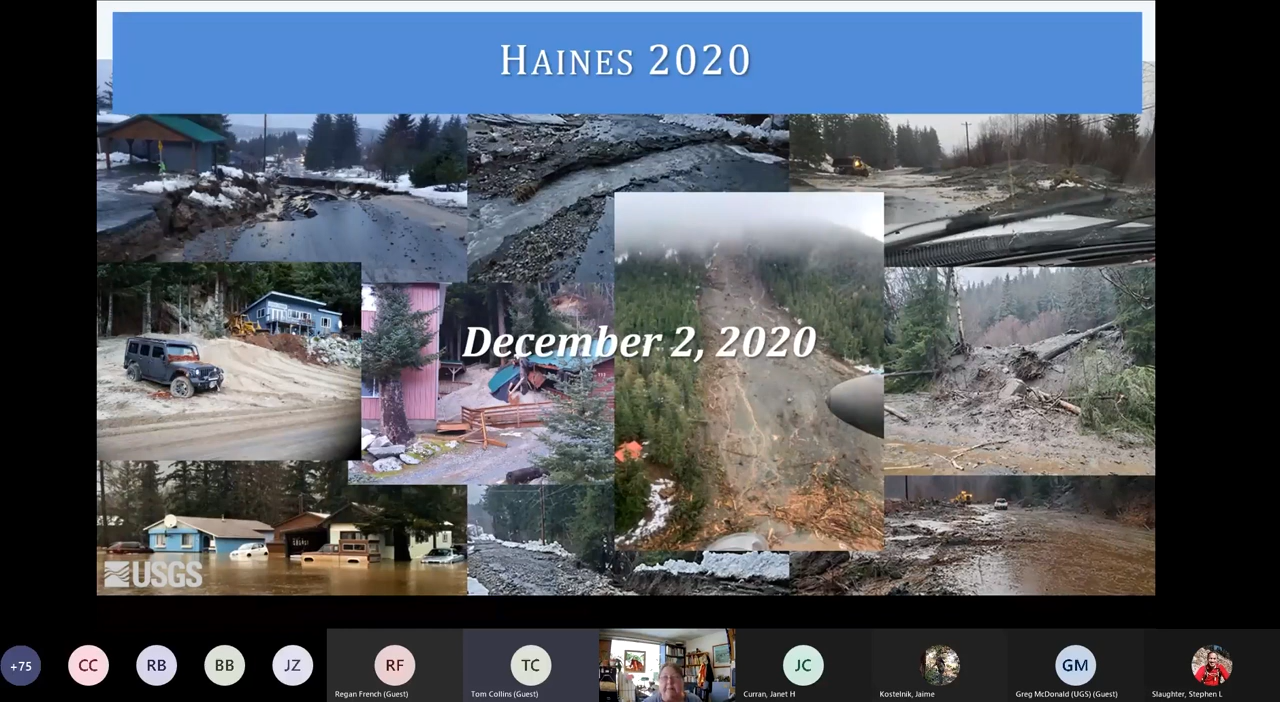 HAINES 2020
December 2, 2020
USGS
+75
CC
RB
BB
JZ
RF
Regan French (Guest)
TC
Tom Collins (Guest)
JC
Curran, Janet H
Kostelnik, Jaime
GM
Greg McDonald (UGS) (Guest)
Slaughter, Stephen L